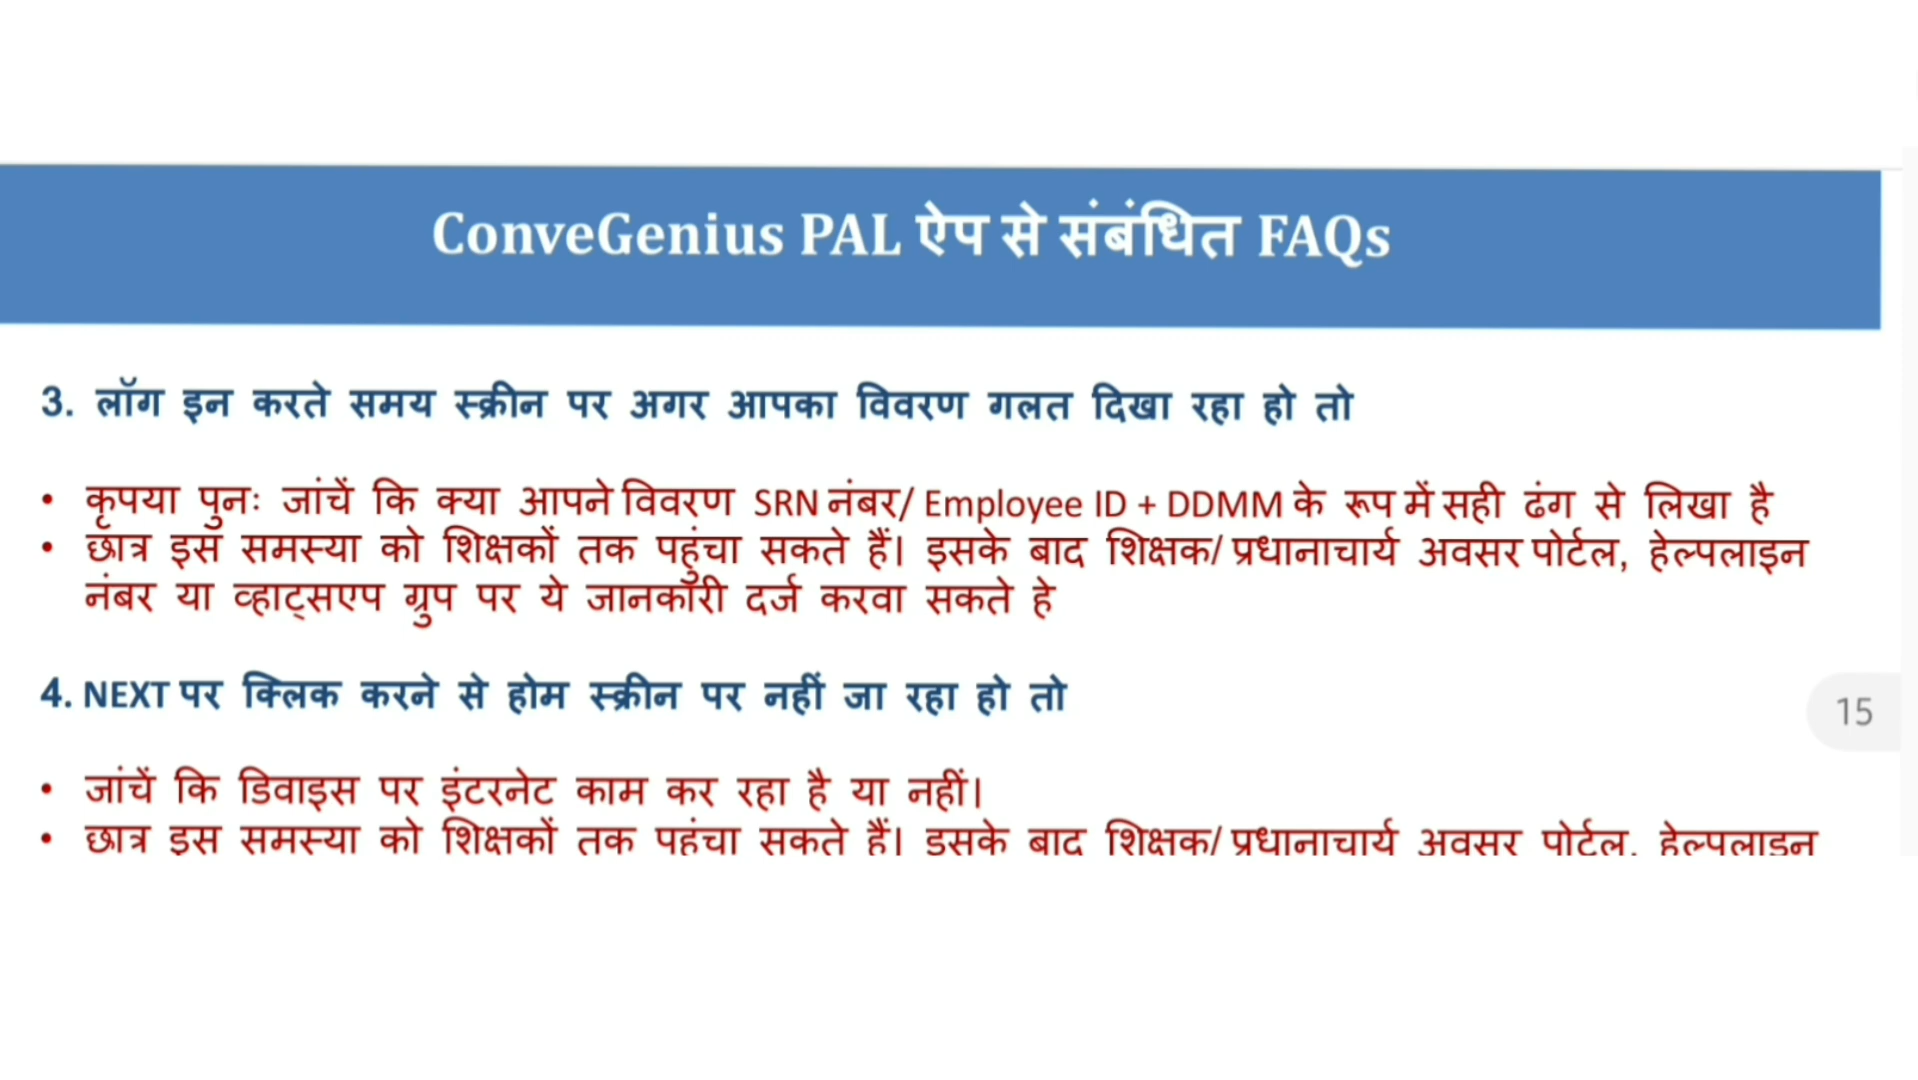 ConveGenius PAL ऐप से संबंधित FAQs
3. लॉग इन करते समय स्क्रीन पर अगर आपका विवरण गलत दिखा रहा हो तो
• कृपया पुनः जांचें कि क्या आपने विवरण SRN नंबर/ Employee ID + DDMM के रूप में सही ढंग से लिखा है
• छात्र इस समस्या को शिक्षकों तक पहुंचा सकते हैं। इसके बाद शिक्षक/ प्रधानाचार्य अवसर पोर्टल, हेल्पलाइन
नंबर या व्हाट्सएप ग्रुप पर ये जानकारी दर्ज करवा सकते हे
4. NEXT पर क्लिक करने से होम स्क्रीन पर नहीं जा रहा हो तो
15
• जांचें कि डिवाइस पर इंटरनेट काम कर रहा है या नहीं।
• छात्र इस समस्या को शिक्षकों तक पहुंचा सकते हैं। इसके बाद शिक्षक/ प्रधानाचार्य अवसर पोर्टल, हेल्पलाइन